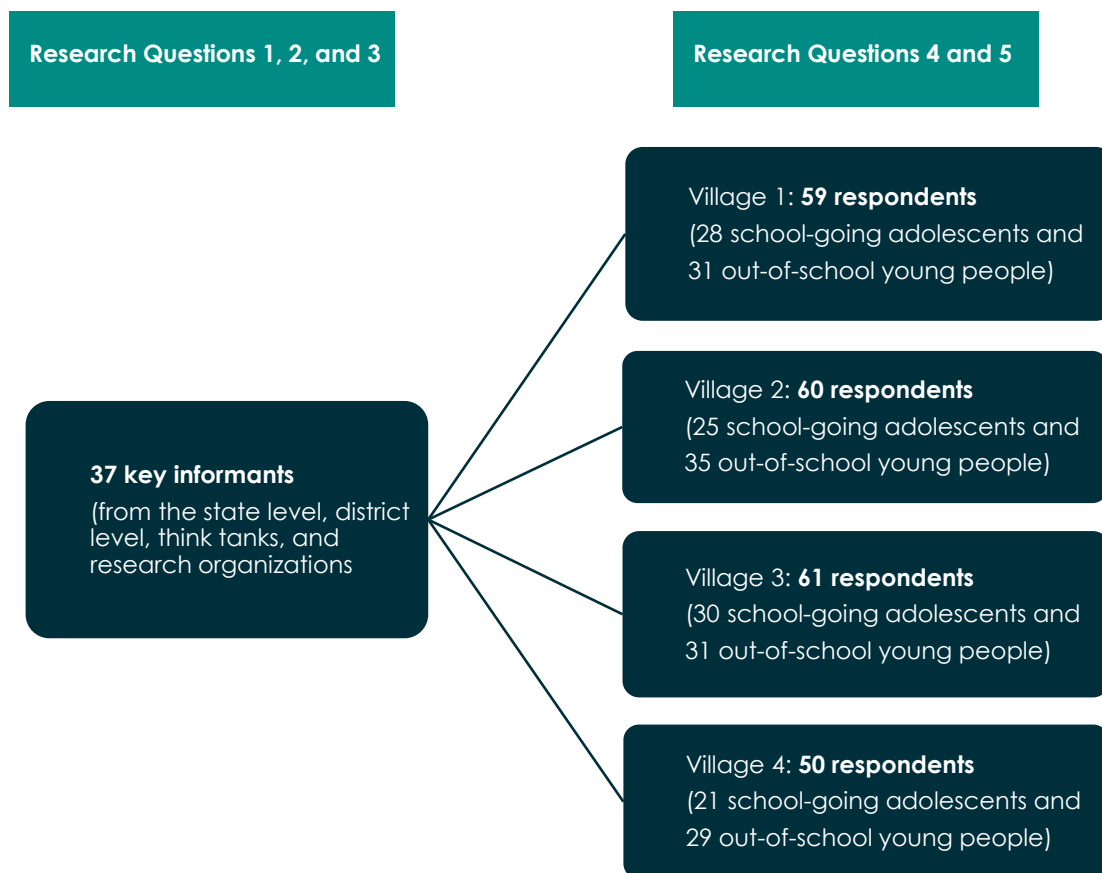 Research Questions 1, 2, and 3
Research Questions 4 and 5
Village 1: 59 respondents
(28 school-going adolescents and
31 out-of-school young people)
Village 2: 60 respondents
(25 school-going adolescents and
35 out-of-school young people)
37 key informants
(from the state level, district
level, think tanks, and
research organizations
Village 3: 61 respondents
(30 school-going adolescents and
31 out-of-school young people)
Village 4: 50 respondents
(21 school-going adolescents and
29 out-of-school young people)